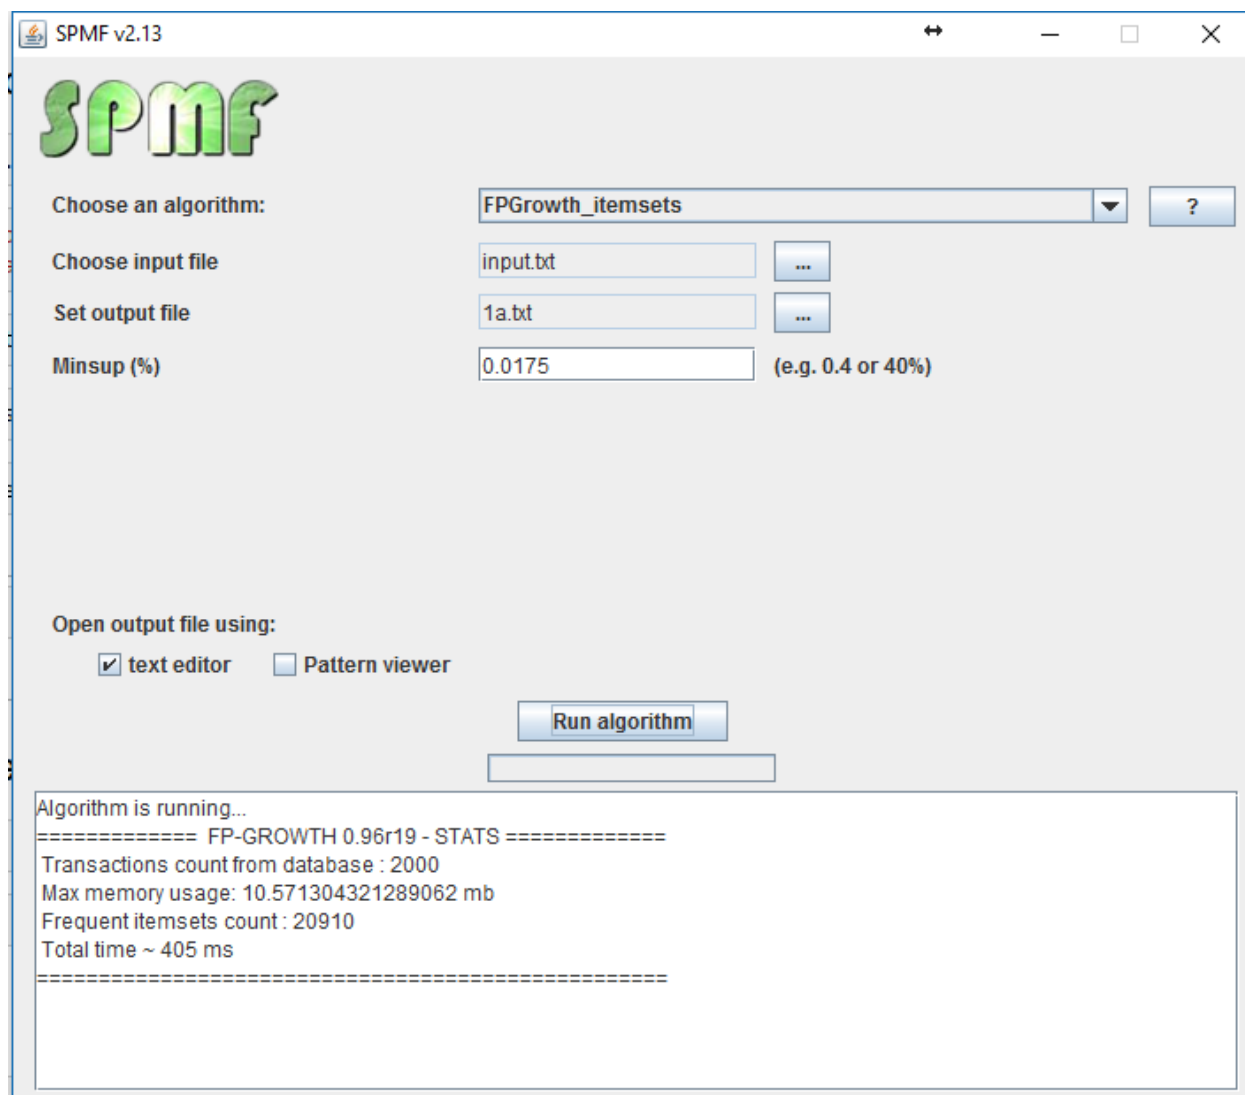 SPMF v2.13
SPMF
Choose an algorithm: FPGrowth_itemsets ?
Choose input file input.txt ...
Set output file 1a.txt ...
Minsup (%) 0.0175 (e.g. 0.4 or 40%)
Open output file using:
text editor Pattern viewer
Run algorithm
Algorithm is running...
============= FP-GROWTH 0.96r19 - STATS =============
Transactions count from database : 2000
Max memory usage: 10.571304321289062 mb
Frequent itemsets count : 20910
Total time ~ 405 ms
===================================================